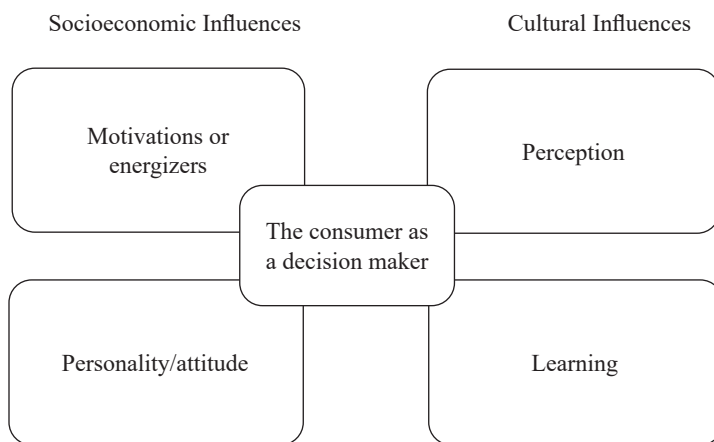 Socioeconomic Influences
Cultural Influences
Motivations or
energizers
Perception
The consumer as
a decision maker
Personality/attitude
Learning